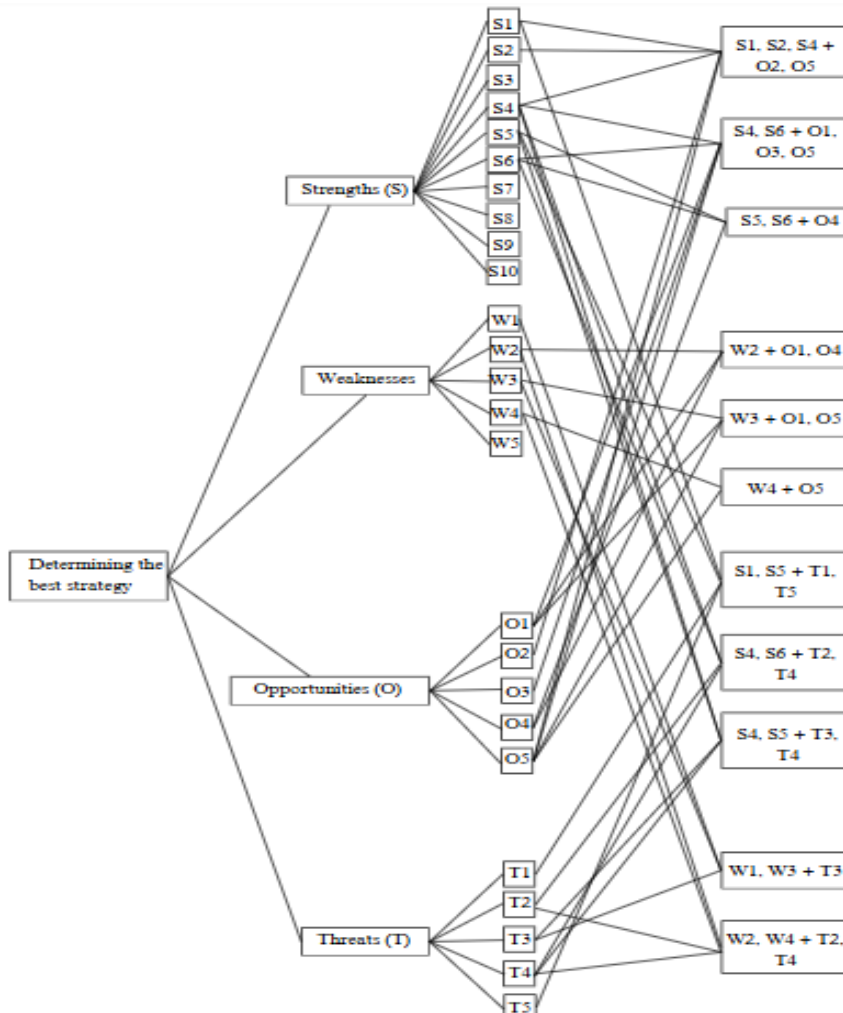 Determining the
best strategy
Strengths (S)
Weaknesses
Opportunities (O)
Threats (T)
S1
S2
S3
S4
S5
S6
S7
S8
S9
S10
W1
W2
W3
W4
W5
O1
O2
O3
O4
O5
T1
T2
T3
T4
T5
S1, S2, S4 +
O2, O5
S4, S6 + O1,
O3, O5
S5, S6 + O4
W2 + O1, O4
W3 + O1, O5
W4 + O5
S1, S5 + T1,
T5
S4, S6 + T2,
T4
S4, S5 + T3,
T4
W1, W3 + T3
W2, W4 + T2,
T4